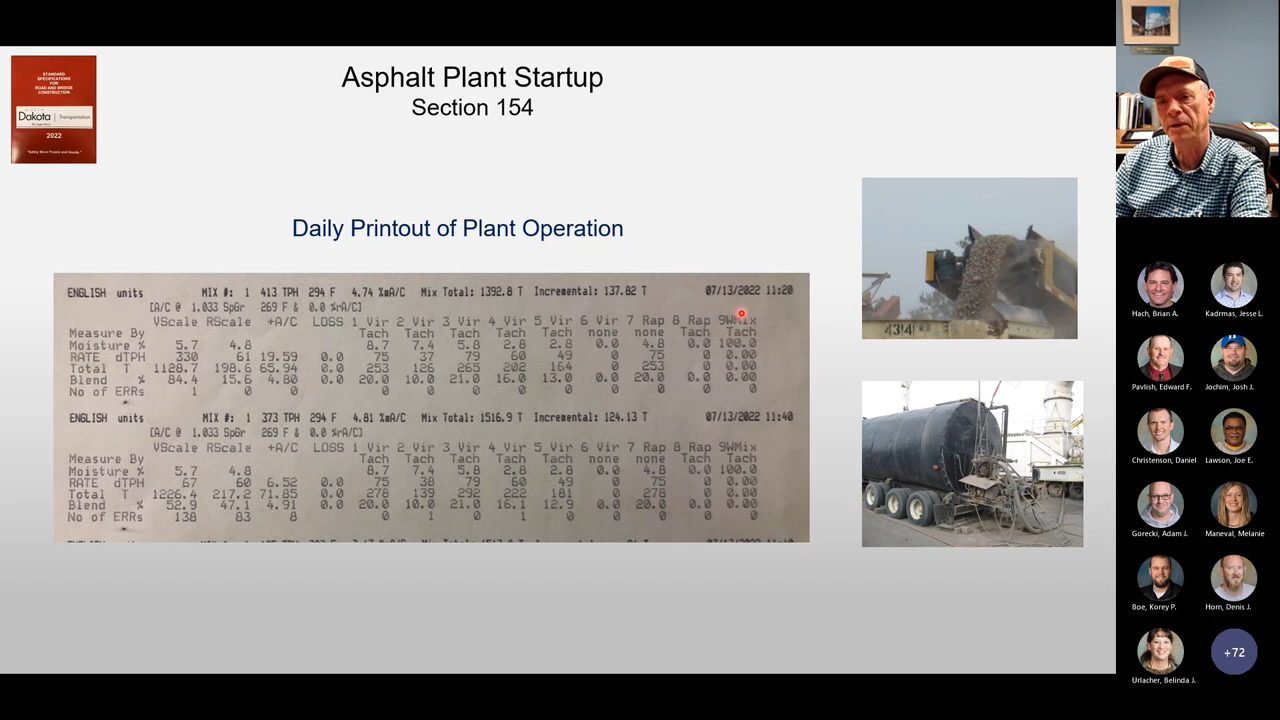 STANDARD
SPECIFICATIONS
FOR
ROAD AND BRIDGE
CONSTRUCTION
NORTH
Dakota | Transportation
Be Legendary.
2022
"Safely Move People and Goods."
Asphalt Plant Startup
Section 154
Daily Printout of Plant Operation
ENGLISH units MIX #: 1 413 TPH 294 F 4.74 %mA/C Mix Total: 1392.8 T Incremental: 137.82 T 07/13/2022 11:20
[A/C @ 1.033 SpGr 269 F & 0.0 %rA/C]
VScale RScale +A/C LOSS 1 Vir 2 Vir 3 Vir 4 Vir 5 Vir 6 Vir 7 Rap 8 Rap 9WMix
Measure By Tach Tach Tach Tach Tach none none Tach Tach
Moisture % 5.7 4.8 8.7 7.4 5.8 2.8 2.8 0.0 4.8 0.0 100.0
RATE dTPH 330 61 19.59 0.0 75 37 79 60 49 0 75 0 0.00
Total T 1128.7 198.6 65.94 0.0 253 126 265 202 164 0 253 0 0.00
Blend % 84.4 15.6 4.80 0.0 20.0 10.0 21.0 16.0 13.0 0.0 20.0 0.0 0.00
No of ERRs 1 0 0 0 0 0 0 0 0 0 0 0
ENGLISH units MIX #: 1 373 TPH 294 F 4.81 %mA/C Mix Total: 1516.9 T Incremental: 124.13 T 07/13/2022 11:40
[A/C @ 1.033 SpGr 269 F & 0.0 %rA/C]
VScale RScale +A/C LOSS 1 Vir 2 Vir 3 Vir 4 Vir 5 Vir 6 Vir 7 Rap 8 Rap 9WMix
Measure By Tach Tach Tach Tach Tach none none Tach Tach
Moisture % 5.7 4.8 8.7 7.4 5.8 2.8 2.8 0.0 4.8 0.0 100.0
RATE dTPH 67 60 6.52 0.0 75 38 79 60 49 0 75 0 0.00
Total T 1226.4 217.2 71.85 0.0 278 139 292 222 181 0 278 0 0.00
Blend % 52.9 47.1 4.91 0.0 20.0 10.0 21.0 16.1 12.9 0.0 20.0 0.0 0.00
No of ERRs 138 83 8 0 1 0 1 0 0 0 0 0
4314
Hach, Brian A.
Kadrmas, Jesse L.
Pavlish, Edward F.
Jochim, Josh J.
Christenson, Daniel
Lawson, Joe E.
Gorecki, Adam J.
Maneval, Melanie
Boe, Korey P.
Horn, Denis J.
Urlacher, Belinda J.
+72